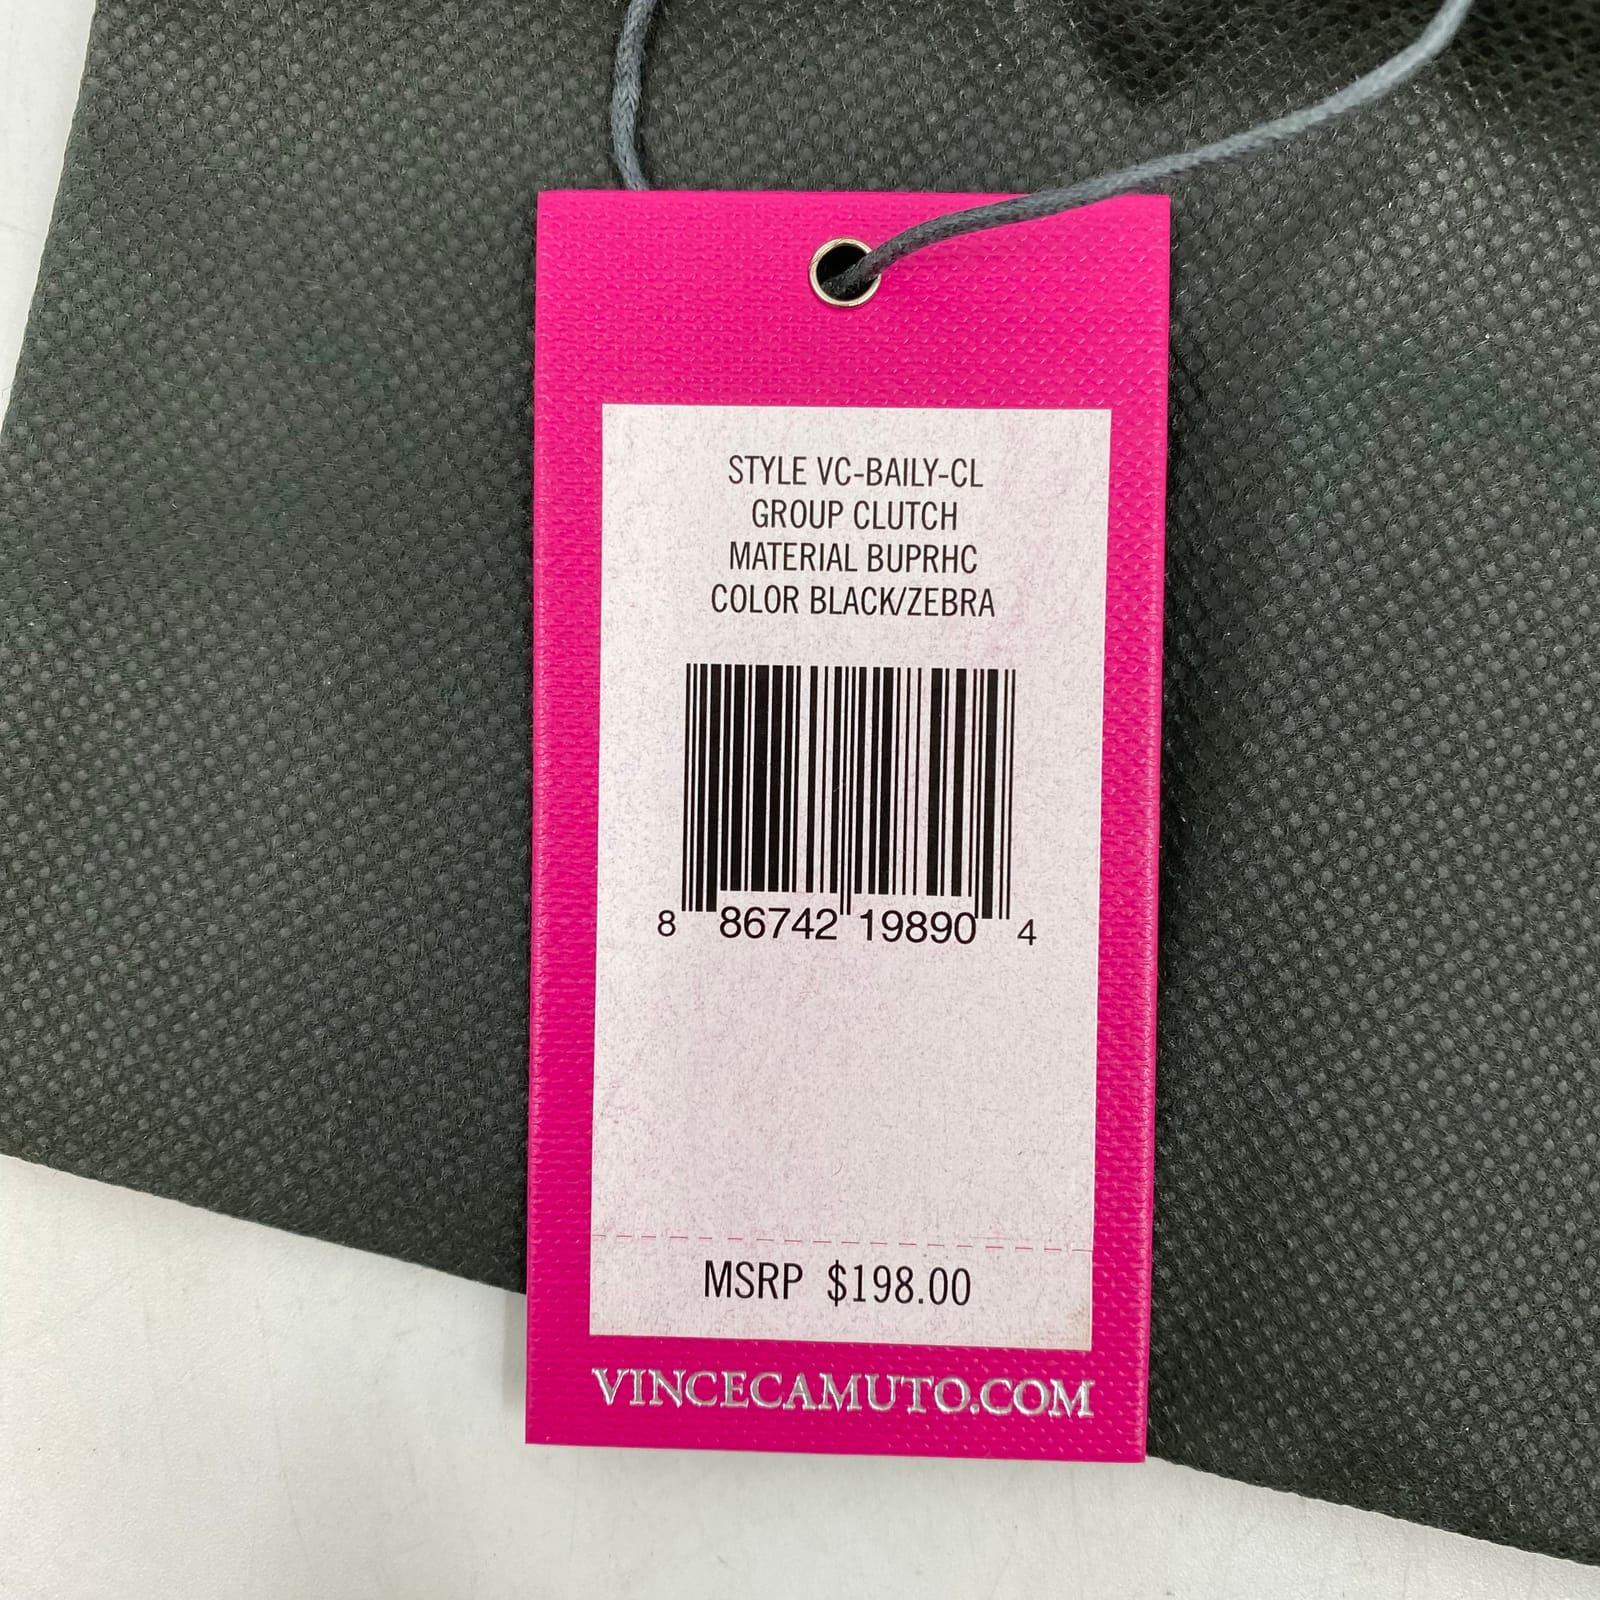 STYLE VC-BAILY-CL
GROUP CLUTCH
MATERIAL BUPRHC
COLOR BLACK/ZEBRA
8 86742 19890 4
MSRP $198.00
VINCECAMUTO.COM